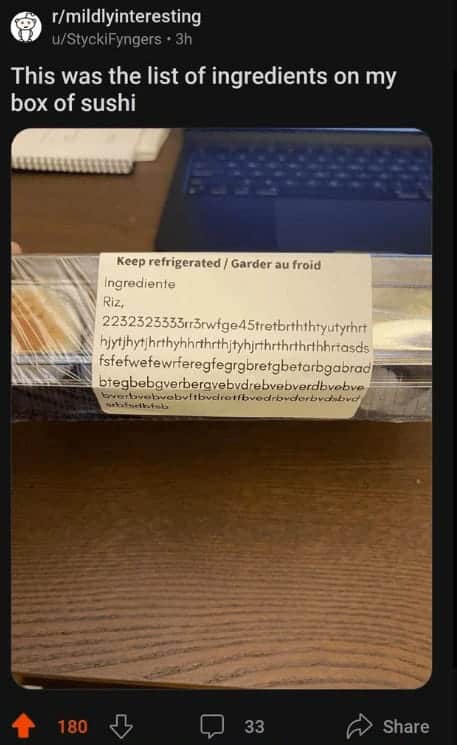 r/mildlyinteresting
u/StyckiFyngers • 3h
This was the list of ingredients on my
box of sushi
Keep refrigerated / Garder au froid
Ingrediente
Riz,
2232323333rr3rwfge45tretbrththtyutyrhrt
hjytjhytjhrthyhhrthrthjtyhjrthrthrthrthhrtasds
fsfefwefewrferegfegrgbretgbetarbgabrad
btegbebgverbergvebvdrebvebverdbvebve
180
33
Share